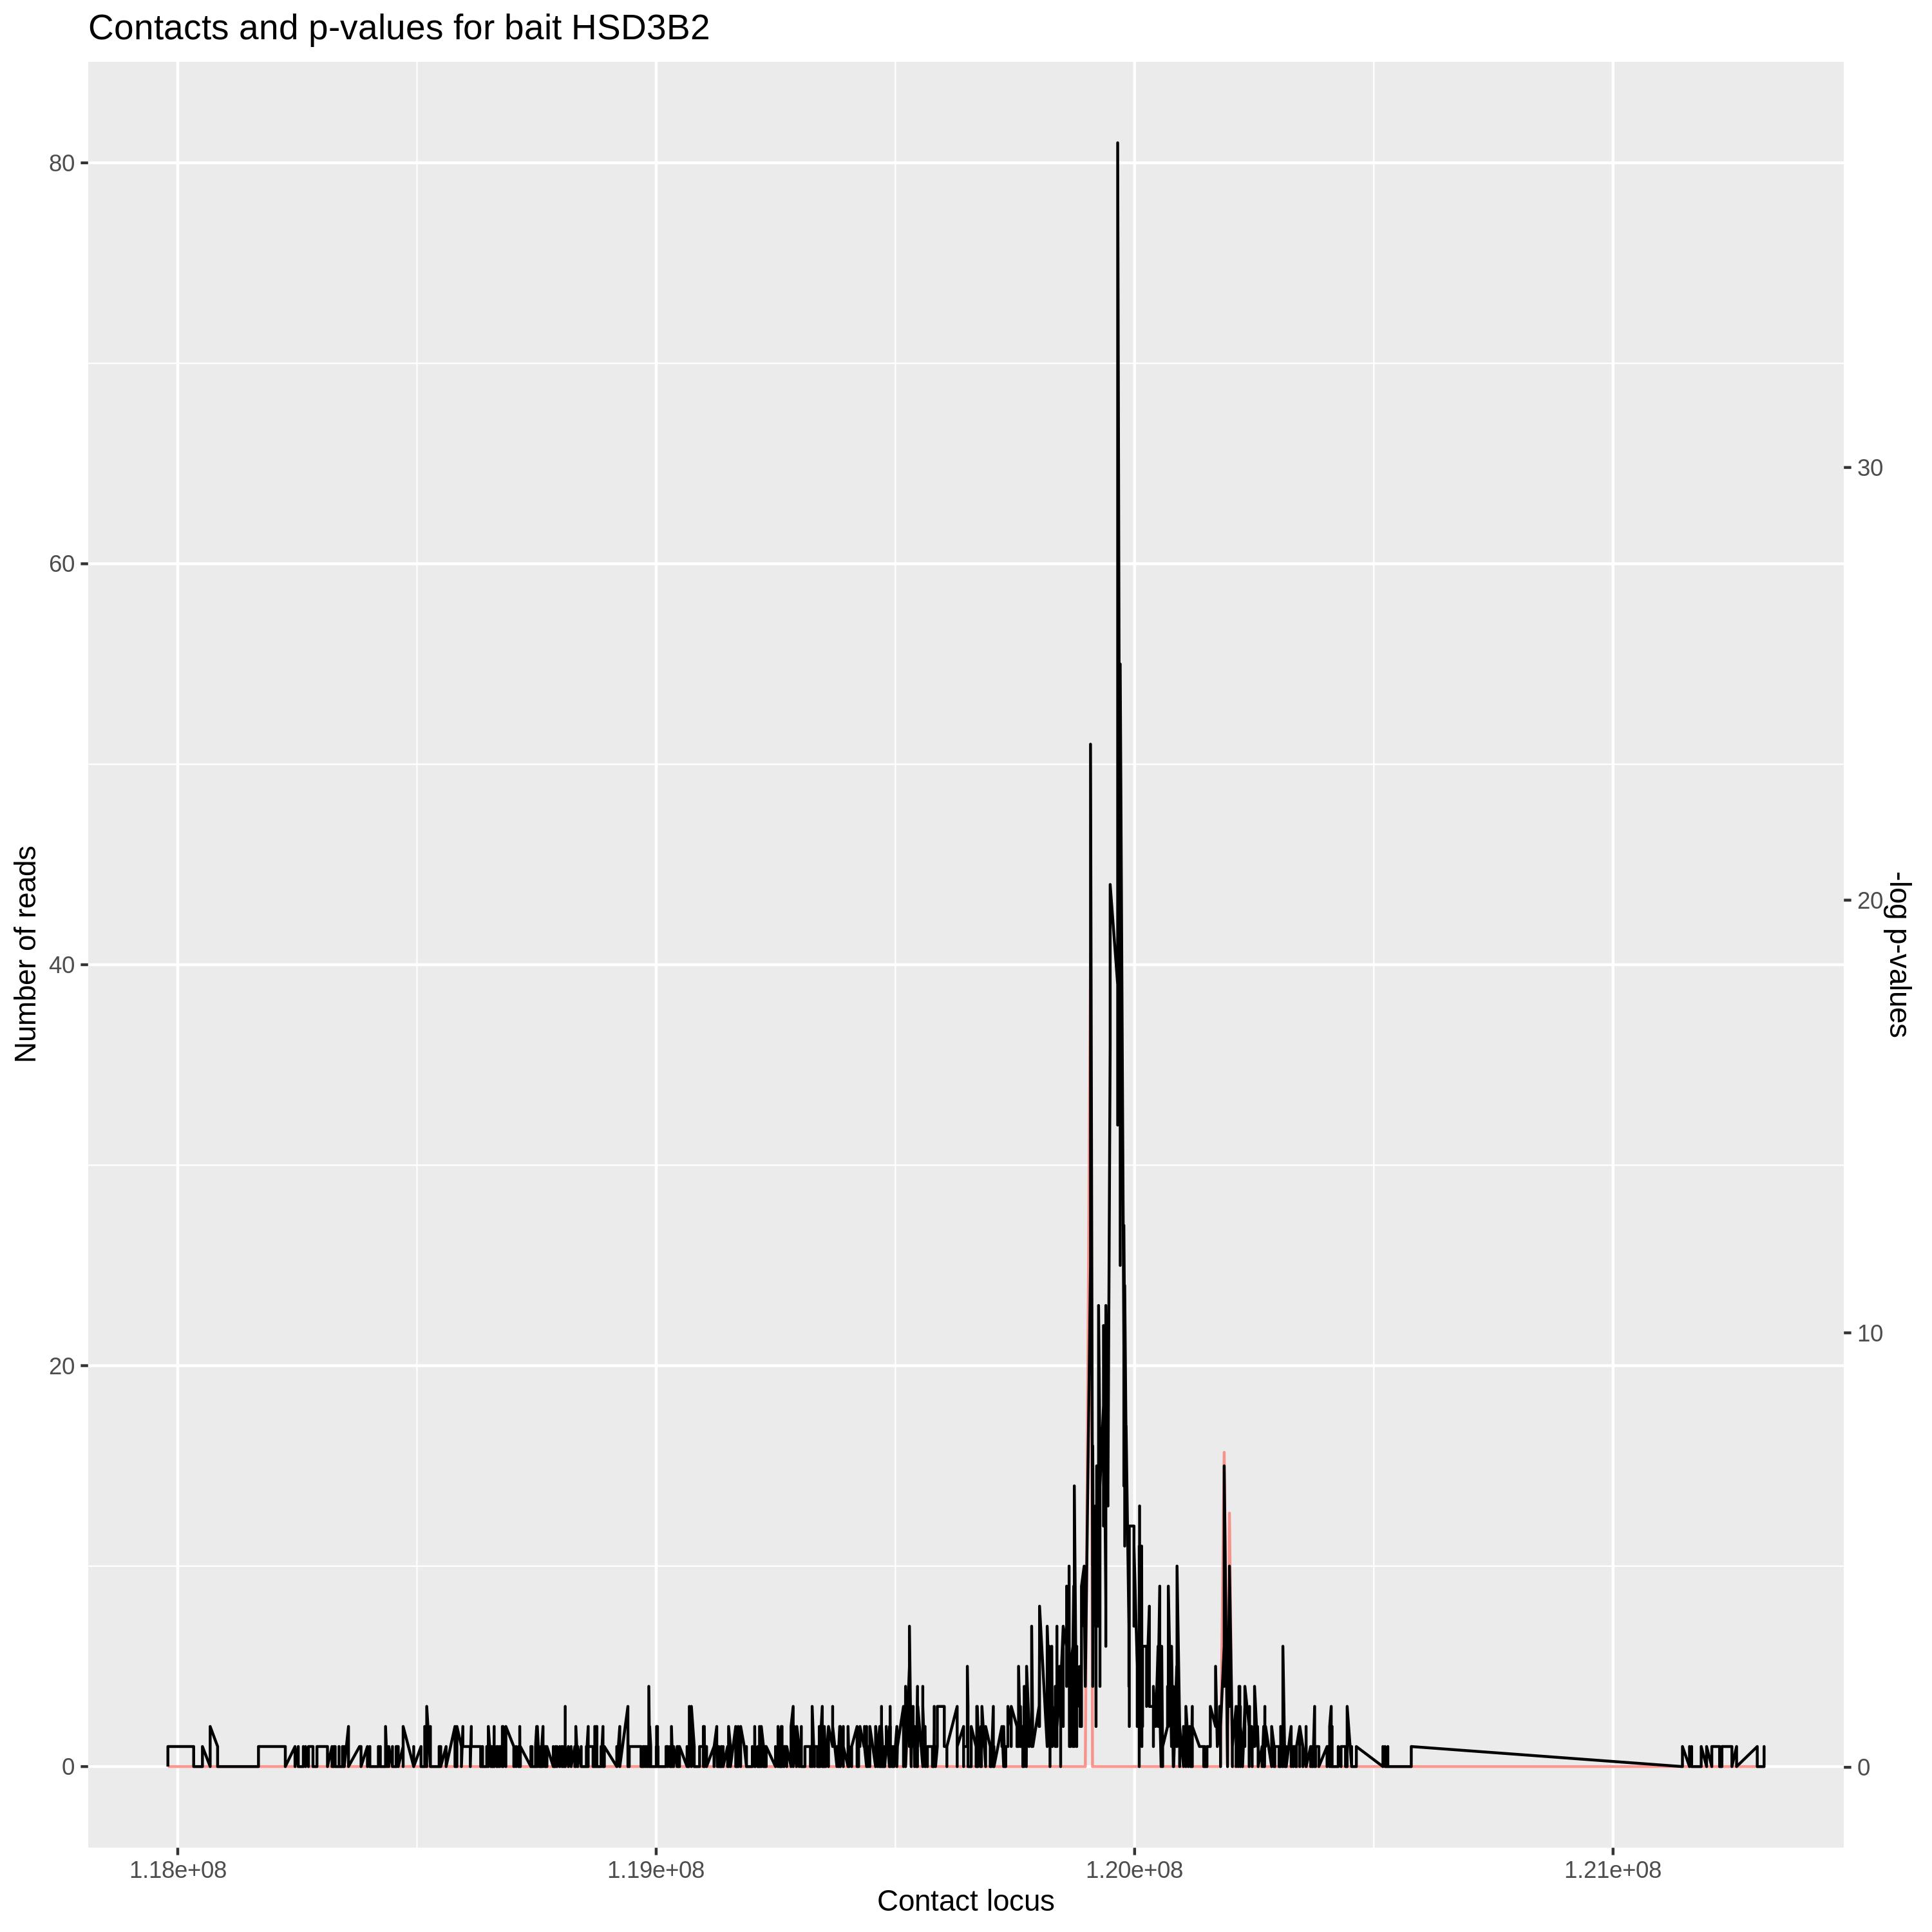 Contacts and p-values for bait HSD3B2
80
60
40
20
0
Number of reads
30
20
10
0
-log p-values
1.18e+08
1.19e+08
1.20e+08
1.21e+08
Contact locus